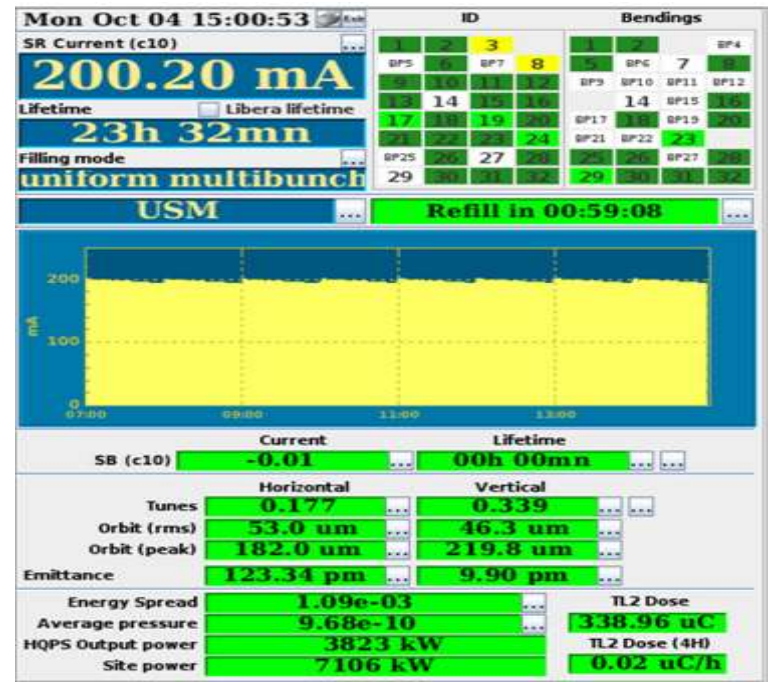 Mon Oct 04 15:00:53 Exit
ID
Bendings
SR Current (c10) ...
200.20 mA
Lifetime Libera lifetime
23h 32mn
Filling mode ...
uniform multibunch
1 2 3
BP5 6 BP7 8
9 10 11 12
13 14 15 16
17 18 19 20
21 22 23 24
BP25 26 27 28
29 30 31 32
1 2 BP4
5 BP6 7 8
BP9 BP10 BP11 BP12
14 BP15 16
BP17 18 BP19 20
BP21 BP22 23
25 26 BP27 28
29 30 31 32
USM ... Refill in 00:59:08 ...
200
100
0
mA
07:00 09:00 11:00 13:00
Current Lifetime
SB (c10) -0.01 ... 00h 00mn ... ...
Horizontal Vertical
Tunes 0.177 ... 0.339 ... ...
Orbit (rms) 53.0 um ... 46.3 um ...
Orbit (peak) 182.0 um ... 219.8 um ...
Emittance 123.34 pm ... 9.90 pm ...
Energy Spread 1.09e-03 ...
Average pressure 9.68e-10 ...
HQPS Output power 3823 kW
Site power 7106 kW
TL2 Dose
338.96 uC
TL2 Dose (4H)
0.02 uC/h